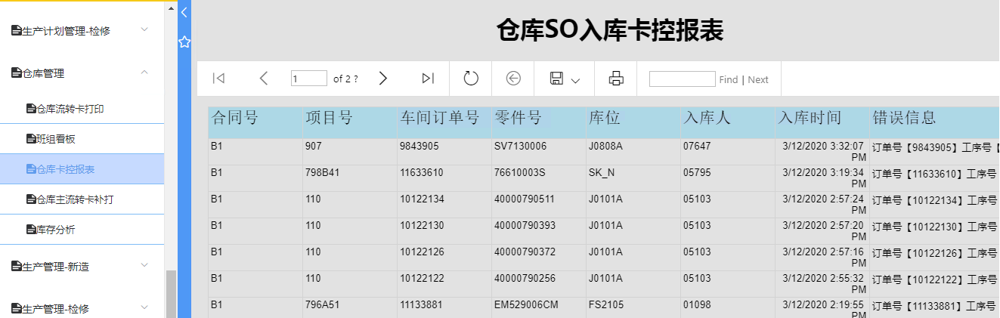 生产计划管理-检修
仓库管理
仓库流转卡打印
班组看板
仓库卡控报表
仓库主流转卡补打
库存分析
生产管理-新造
生产管理-检修
仓库SO入库卡控报表
1 of 2 ? Find | Next
合同号 项目号 车间订单号 零件号 库位 入库人 入库时间 错误信息
B1 907 9843905 SV7130006 J0808A 07647 3/12/2020 3:32:07 PM 订单号【9843905】工序号【
B1 798B41 11633610 76610003S SK_N 05795 3/12/2020 3:19:34 PM 订单号【11633610】工序号
B1 110 10122134 40000790511 J0101A 05103 3/12/2020 2:57:24 PM 订单号【10122134】工序号
B1 110 10122130 40000790393 J0101A 05103 3/12/2020 2:57:20 PM 订单号【10122130】工序号
B1 110 10122126 40000790372 J0101A 05103 3/12/2020 2:57:16 PM 订单号【10122126】工序号
B1 110 10122122 40000790256 J0101A 05103 3/12/2020 2:55:32 PM 订单号【10122122】工序号
B1 796A51 11133881 EM529006CM FS2105 01098 3/12/2020 2:19:55 PM 订单号【11133881】工序号